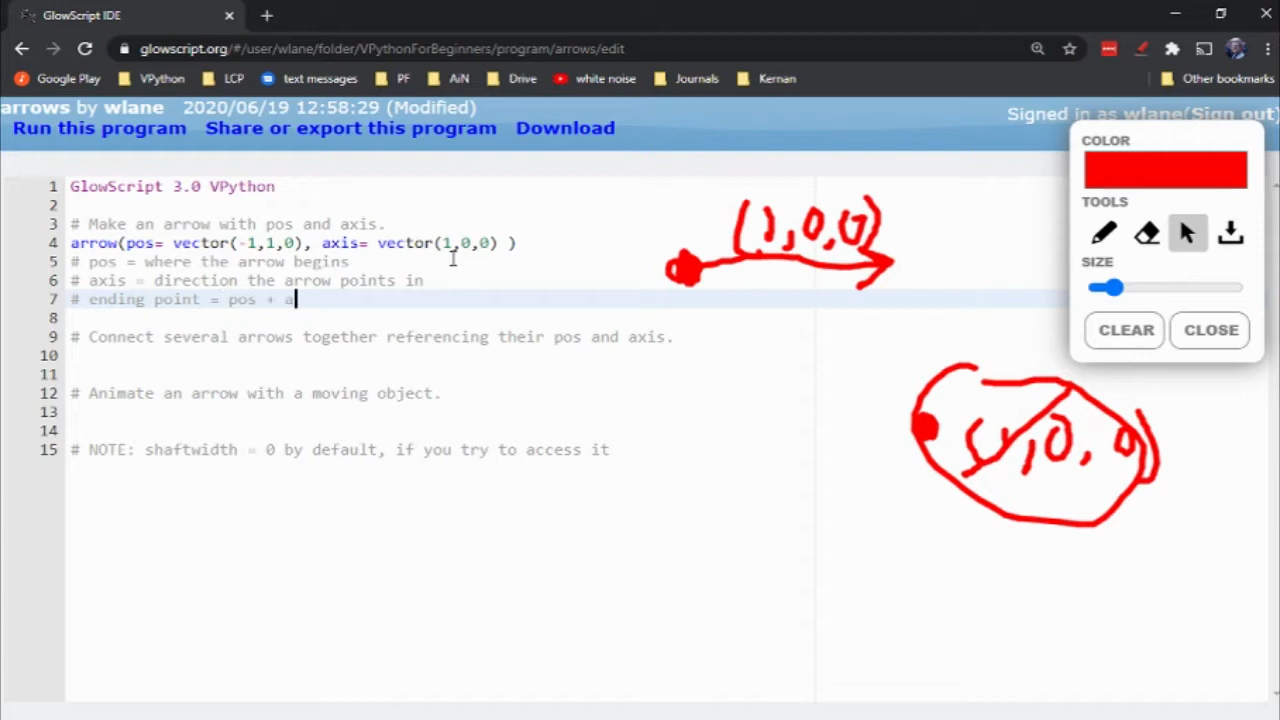 GlowScript IDE
glowscript.org/#/user/wlane/folder/VPythonForBeginners/program/arrows/edit
Google Play VPython LCP text messages PF AiN Drive white noise Journals Kernan Other bookmarks
arrows by wlane 2020/06/19 12:58:29 (Modified)
Signed in as wlane(Sign out)
Run this program Share or export this program Download
COLOR
TOOLS
SIZE
CLEAR CLOSE
1 GlowScript 3.0 VPython
2
3 # Make an arrow with pos and axis.
4 arrow(pos= vector(-1,1,0), axis= vector(1,0,0) )
5 # pos = where the arrow begins
6 # axis = direction the arrow points in
7 # ending point = pos + a
8
9 # Connect several arrows together referencing their pos and axis.
10
11
12 # Animate an arrow with a moving object.
13
14
15 # NOTE: shaftwidth = 0 by default, if you try to access it
(1,0,0)